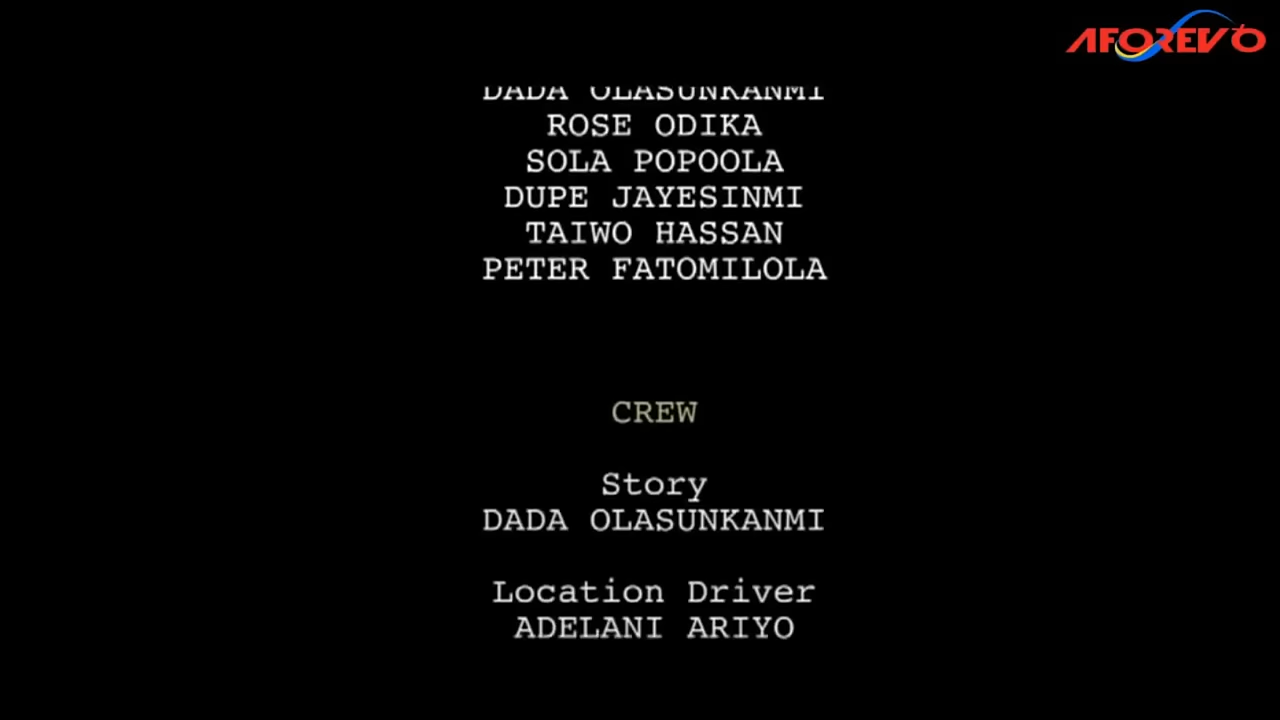 AFOREVO
DADA OLASUNKANMI
ROSE ODIKA
SOLA POPOOLA
DUPE JAYESINMI
TAIWO HASSAN
PETER FATOMILOLA
CREW
Story
DADA OLASUNKANMI
Location Driver
ADELANI ARIYO